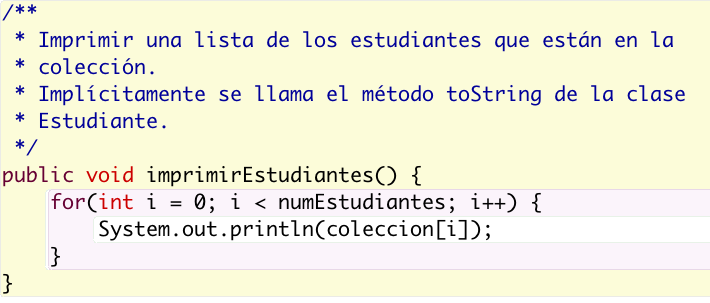 /**
 * Imprimir una lista de los estudiantes que están en la
 * colección.
 * Implícitamente se llama el método toString de la clase
 * Estudiante.
 */
public void imprimirEstudiantes() {
    for(int i = 0; i < numEstudiantes; i++) {
        System.out.println(coleccion[i]);
    }
}